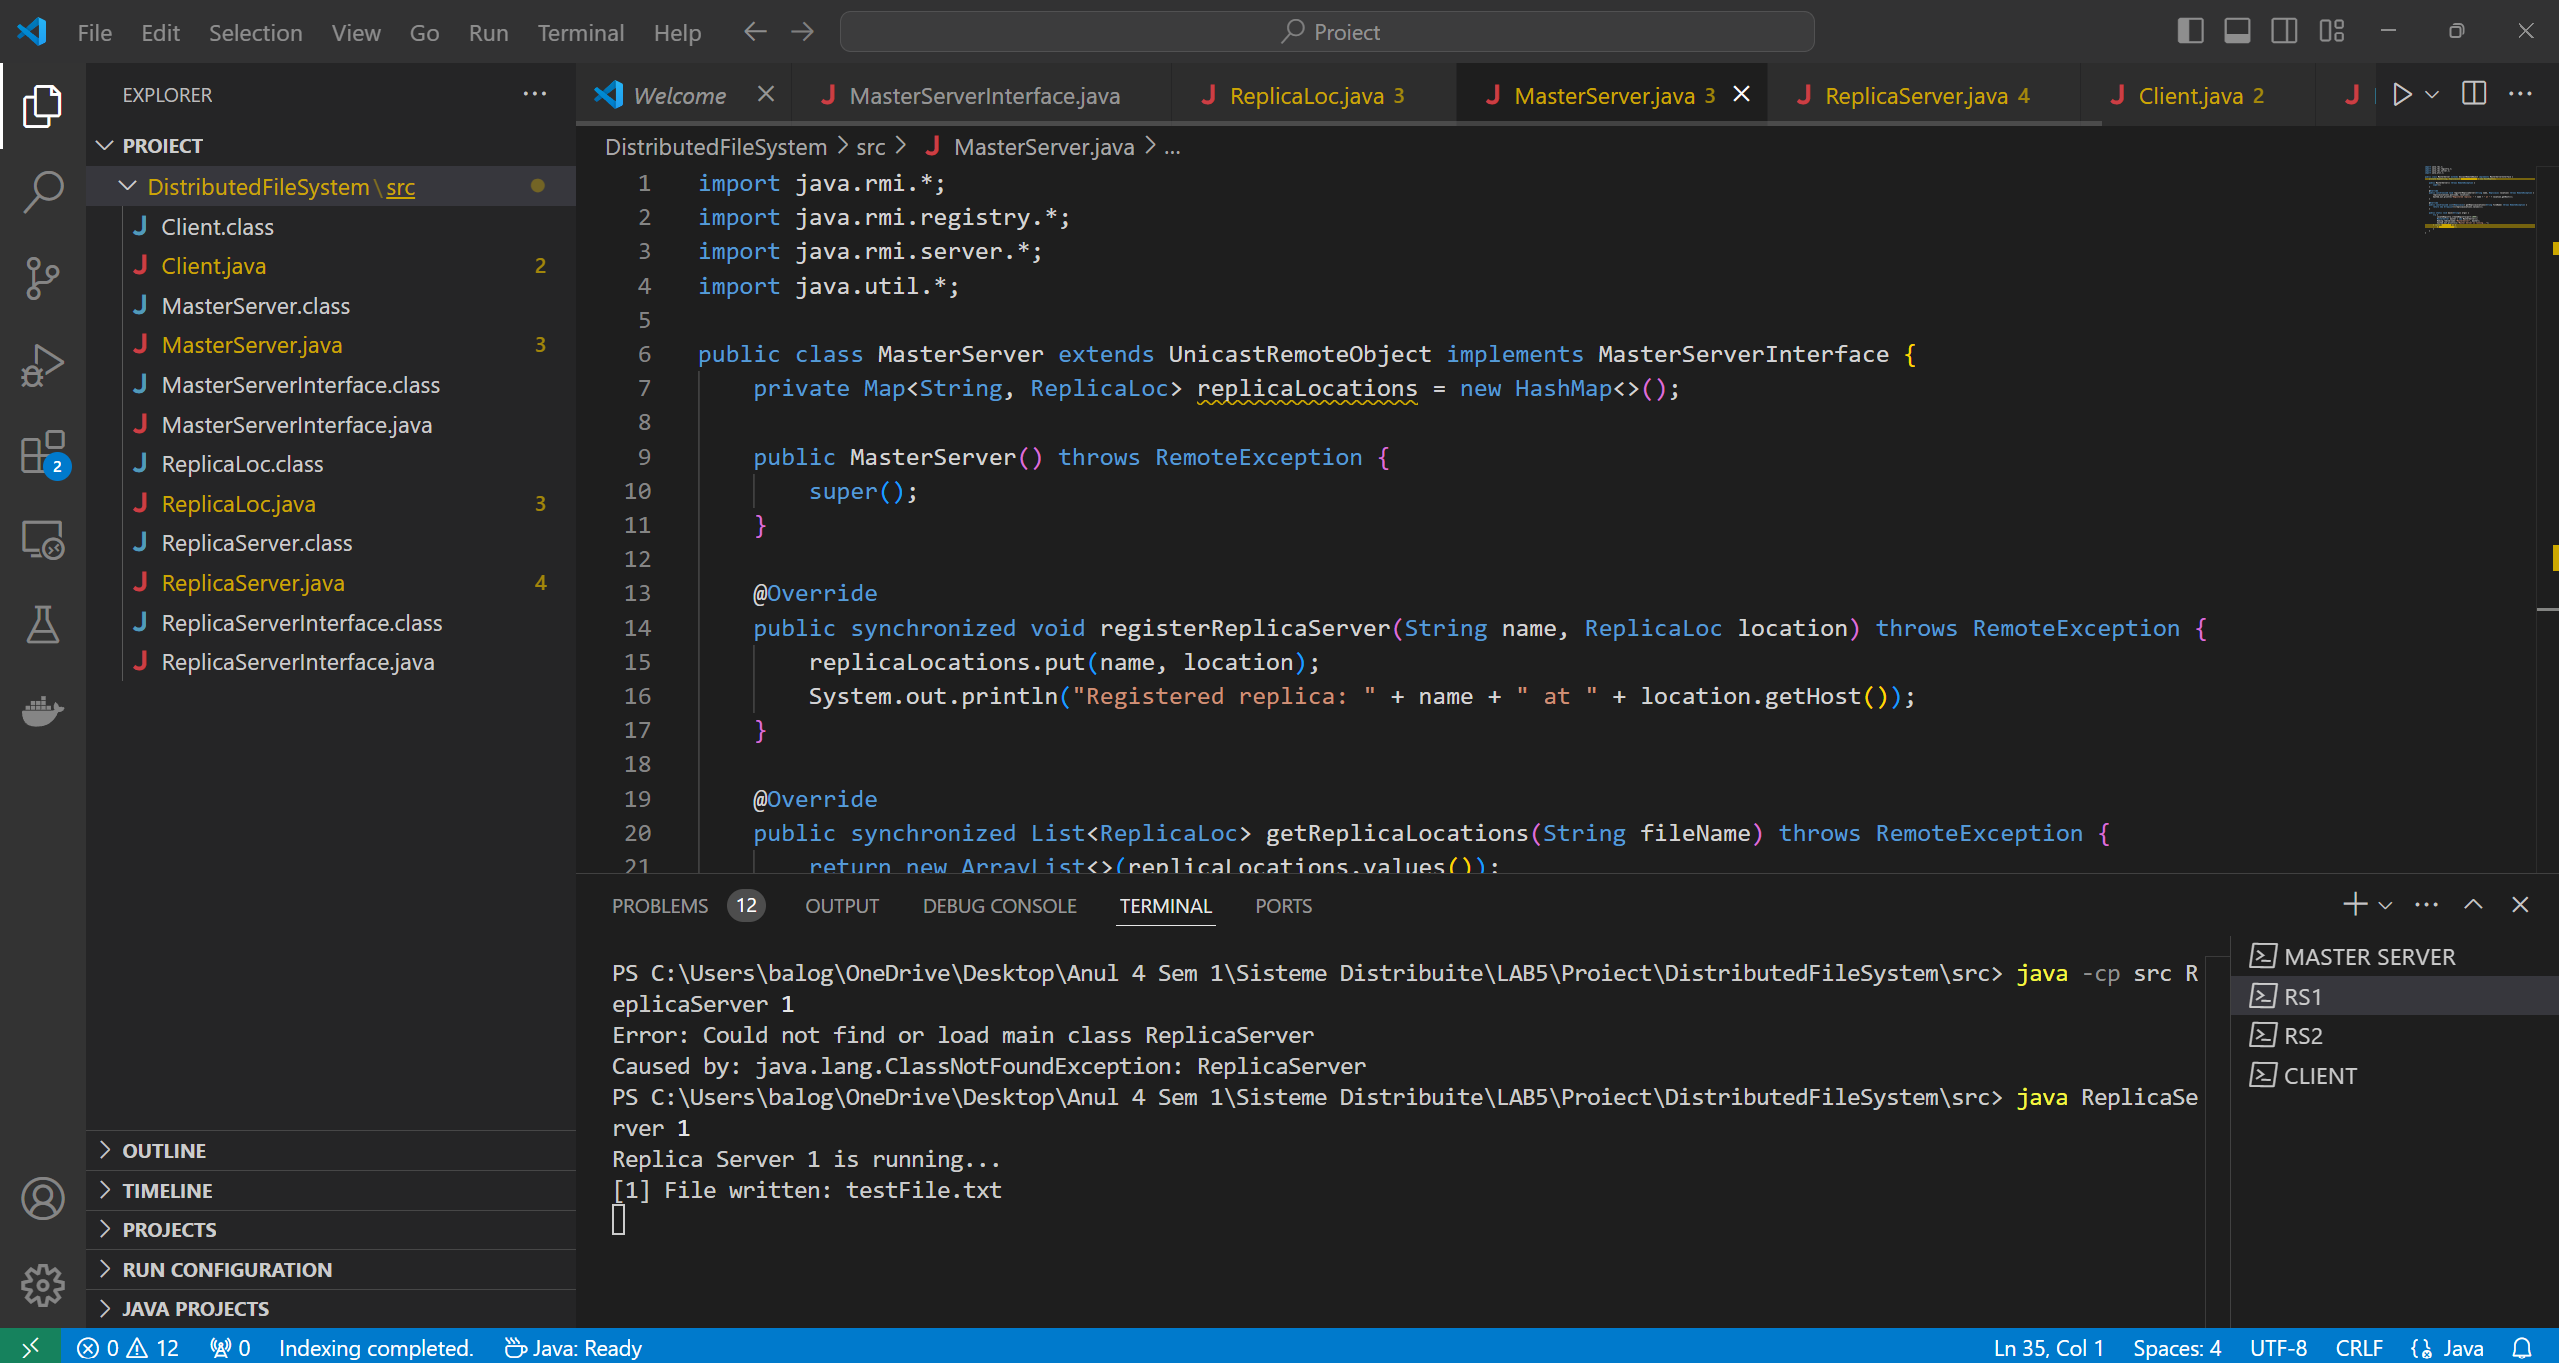 File Edit Selection View Go Run Terminal Help Proiect
EXPLORER
PROIECT
DistributedFileSystem\src
Client.class
Client.java 2
MasterServer.class
MasterServer.java 3
MasterServerInterface.class
MasterServerInterface.java
ReplicaLoc.class
ReplicaLoc.java 3
ReplicaServer.class
ReplicaServer.java 4
ReplicaServerInterface.class
ReplicaServerInterface.java
2
OUTLINE
TIMELINE
PROJECTS
RUN CONFIGURATION
JAVA PROJECTS
Welcome MasterServerInterface.java ReplicaLoc.java 3 MasterServer.java 3 ReplicaServer.java 4 Client.java 2
DistributedFileSystem > src > MasterServer.java > ...
1 import java.rmi.*;
2 import java.rmi.registry.*;
3 import java.rmi.server.*;
4 import java.util.*;
5
6 public class MasterServer extends UnicastRemoteObject implements MasterServerInterface {
7 private Map<String, ReplicaLoc> replicaLocations = new HashMap<>();
8
9 public MasterServer() throws RemoteException {
10 super();
11 }
12
13 @Override
14 public synchronized void registerReplicaServer(String name, ReplicaLoc location) throws RemoteException {
15 replicaLocations.put(name, location);
16 System.out.println("Registered replica: " + name + " at " + location.getHost());
17 }
18
19 @Override
20 public synchronized List<ReplicaLoc> getReplicaLocations(String fileName) throws RemoteException {
21 return new ArrayList<>(replicaLocations.values());
PROBLEMS 12 OUTPUT DEBUG CONSOLE TERMINAL PORTS
PS C:\Users\balog\OneDrive\Desktop\Anul 4 Sem 1\Sisteme Distribuite\LAB5\Proiect\DistributedFileSystem\src> java -cp src R
eplicaServer 1
Error: Could not find or load main class ReplicaServer
Caused by: java.lang.ClassNotFoundException: ReplicaServer
PS C:\Users\balog\OneDrive\Desktop\Anul 4 Sem 1\Sisteme Distribuite\LAB5\Proiect\DistributedFileSystem\src> java ReplicaSe
rver 1
Replica Server 1 is running...
[1] File written: testFile.txt
MASTER SERVER
RS1
RS2
CLIENT
0 12 0 Indexing completed. Java: Ready Ln 35, Col 1 Spaces: 4 UTF-8 CRLF Java